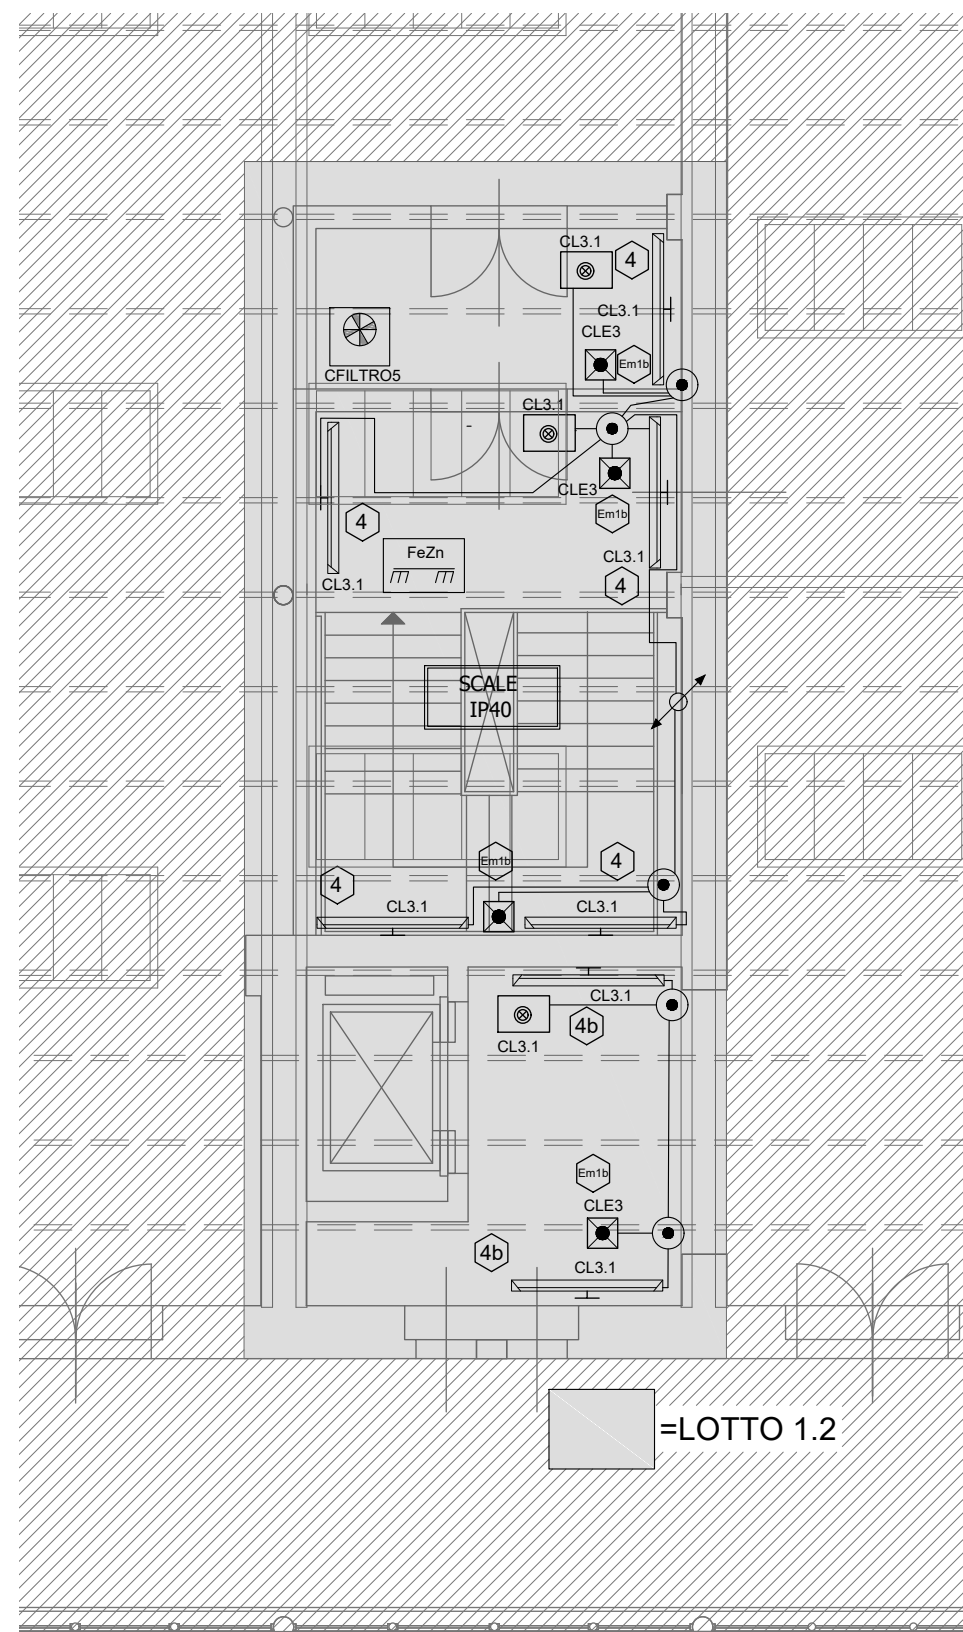 CL3.1
4
CL3.1
CLE3
Em1b
CFILTRO5
CL3.1
CLE3
Em1b
4
FeZn
CL3.1
CL3.1
4
SCALE
IP40
Em1b
4
4
CL3.1
CL3.1
CL3.1
4b
CL3.1
Em1b
CLE3
4b
CL3.1
=LOTTO 1.2